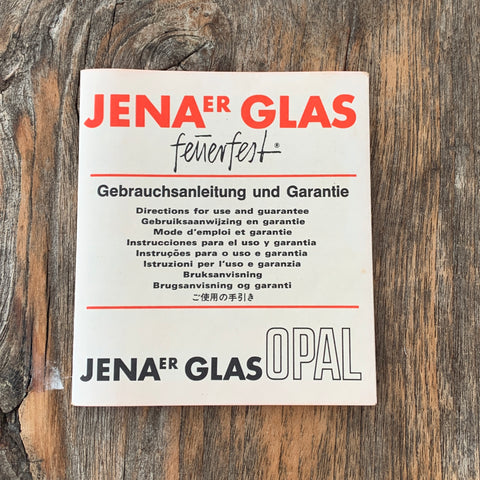 JENAER GLAS
feuerfest®
Gebrauchsanleitung und Garantie
Directions for use and guarantee
Gebruiksaanwijzing en garantie
Mode d'emploi et garantie
Instrucciones para el uso y garantia
Instruções para o uso e garantia
Istruzioni per l'uso e garanzia
Bruksanvisning
Brugsanvisning og garanti
ご使用の手引き
JENAER GLAS OPAL